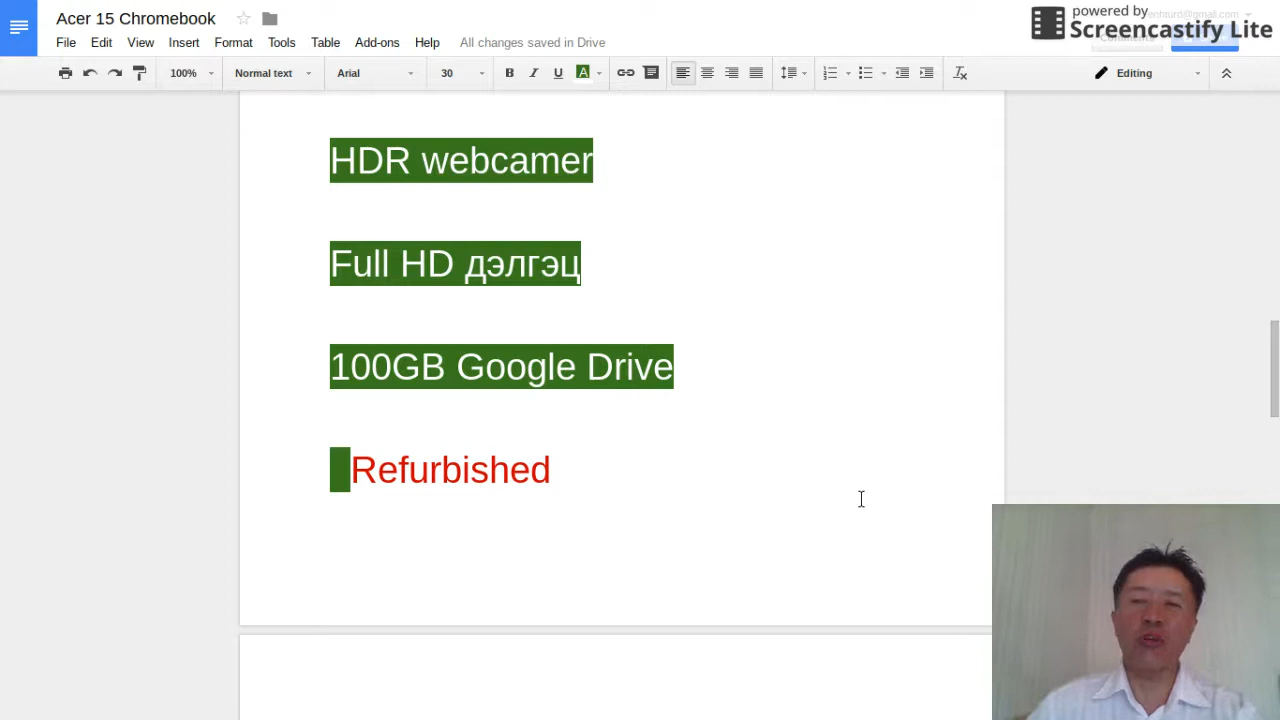 Acer 15 Chromebook
powered by
Screencastify Lite
File Edit View Insert Format Tools Table Add-ons Help All changes saved in Drive
100% Normal text Arial 30 B I U A Editing
HDR webcamer
Full HD дэлгэц
100GB Google Drive
Refurbished